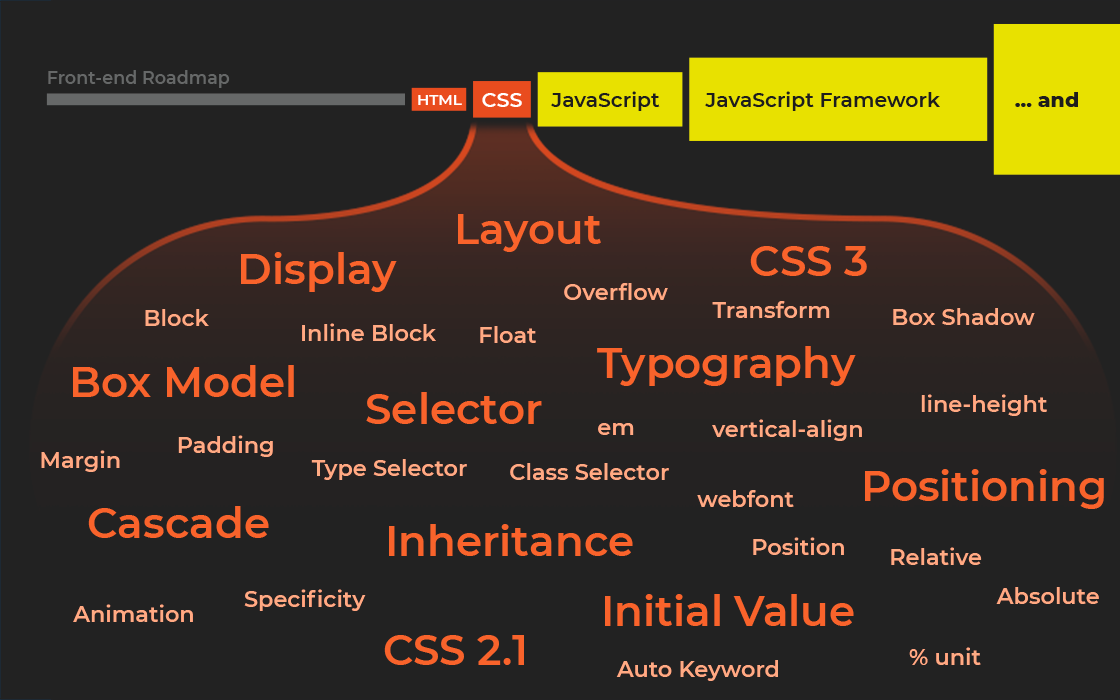 Front-end Roadmap
HTML
CSS
JavaScript
JavaScript Framework
... and
Layout
Display
CSS 3
Overflow
Transform
Block
Box Shadow
Inline Block
Float
Typography
Box Model
Selector
line-height
em
vertical-align
Padding
Margin
Type Selector
Class Selector
Positioning
webfont
Cascade
Inheritance
Position
Relative
Absolute
Specificity
Animation
Initial Value
CSS 2.1
% unit
Auto Keyword